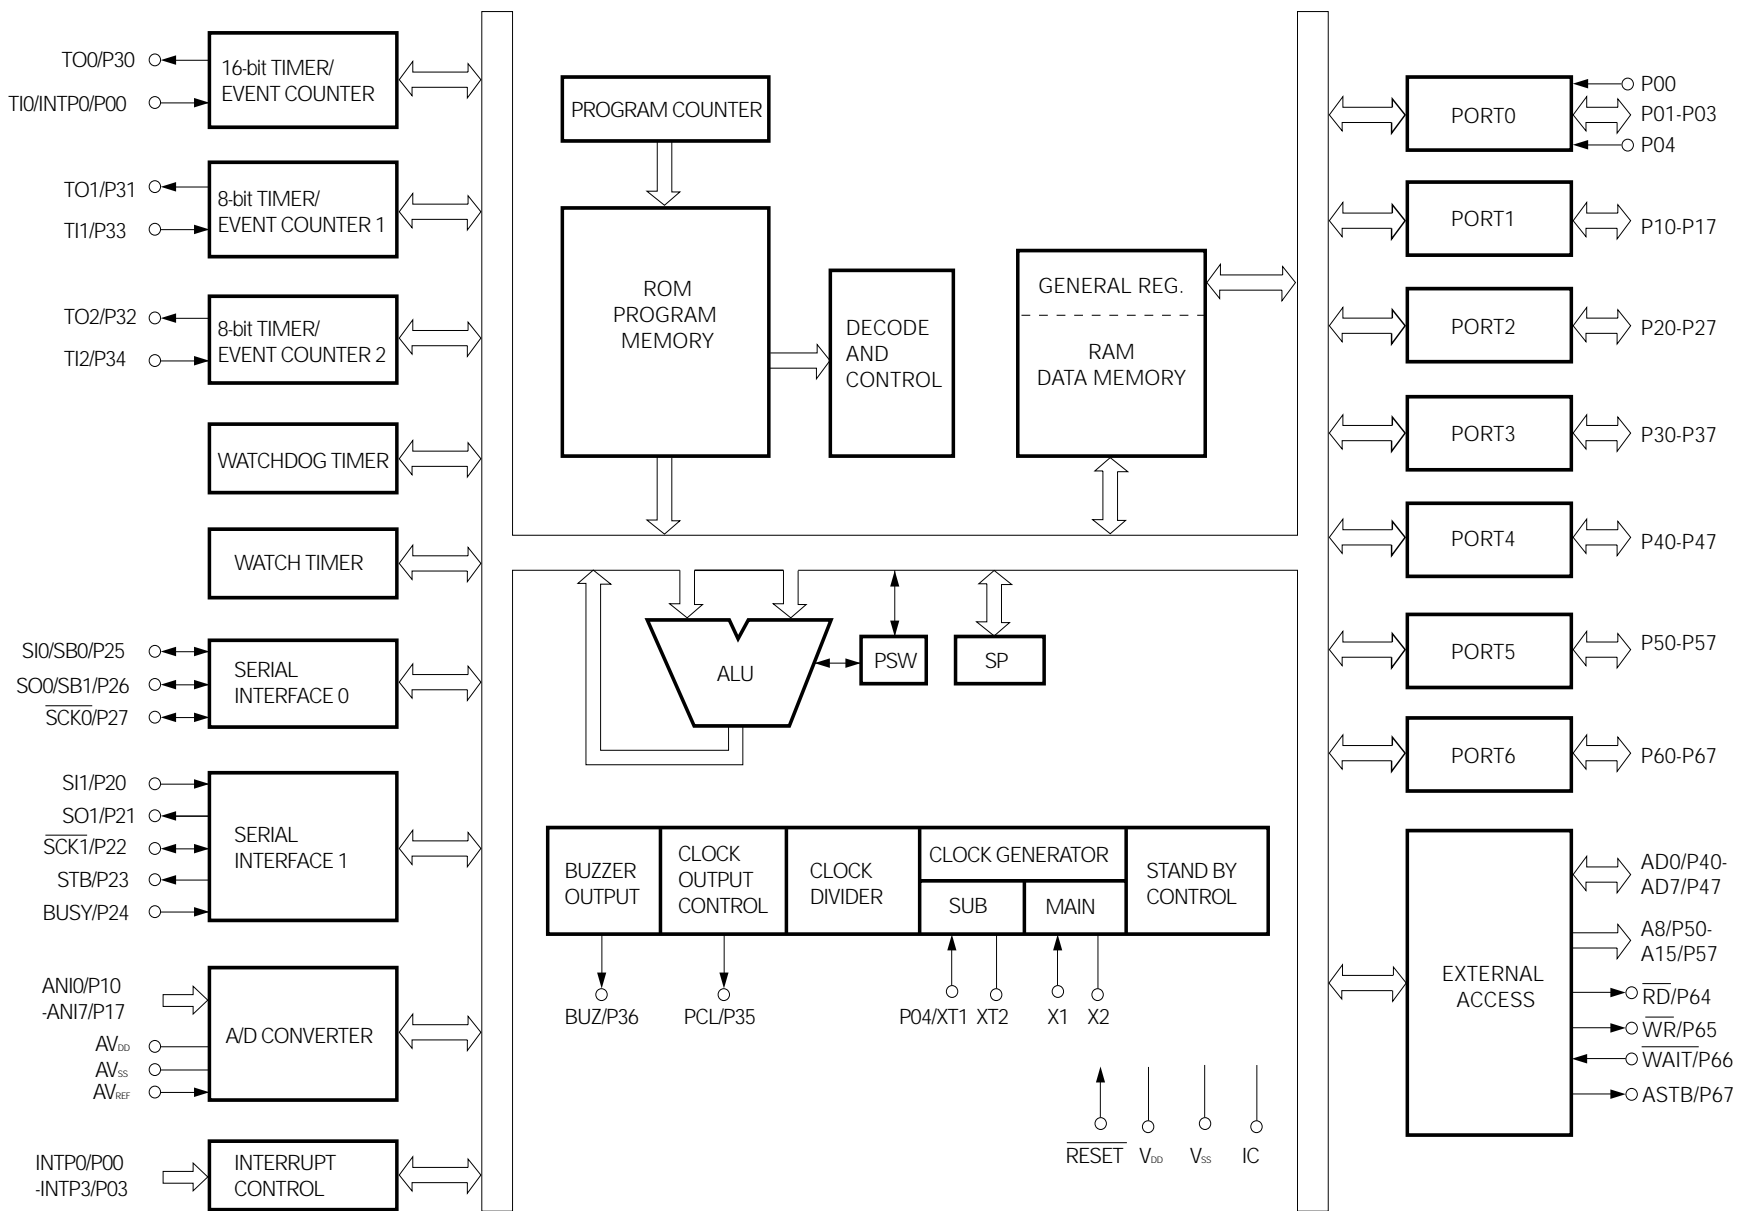 TO0/P30
TI0/INTP0/P00
16-bit TIMER/
EVENT COUNTER
TO1/P31
TI1/P33
8-bit TIMER/
EVENT COUNTER 1
TO2/P32
TI2/P34
8-bit TIMER/
EVENT COUNTER 2
WATCHDOG TIMER
WATCH TIMER
SI0/SB0/P25
SO0/SB1/P26
SCK0/P27
SERIAL
INTERFACE 0
SI1/P20
SO1/P21
SCK1/P22
STB/P23
BUSY/P24
SERIAL
INTERFACE 1
ANI0/P10
-ANI7/P17
AVDD
AVSS
AVREF
A/D CONVERTER
INTP0/P00
-INTP3/P03
INTERRUPT
CONTROL
PROGRAM COUNTER
ROM
PROGRAM
MEMORY
DECODE
AND
CONTROL
GENERAL REG.
RAM
DATA MEMORY
ALU
PSW
SP
BUZZER
OUTPUT
CLOCK
OUTPUT
CONTROL
CLOCK
DIVIDER
CLOCK GENERATOR
SUB
MAIN
STAND BY
CONTROL
BUZ/P36
PCL/P35
P04/XT1
XT2
X1
X2
RESET
VDD
VSS
IC
PORT0
P00
P01-P03
P04
PORT1
P10-P17
PORT2
P20-P27
PORT3
P30-P37
PORT4
P40-P47
PORT5
P50-P57
PORT6
P60-P67
EXTERNAL
ACCESS
AD0/P40-
AD7/P47
A8/P50-
A15/P57
RD/P64
WR/P65
WAIT/P66
ASTB/P67